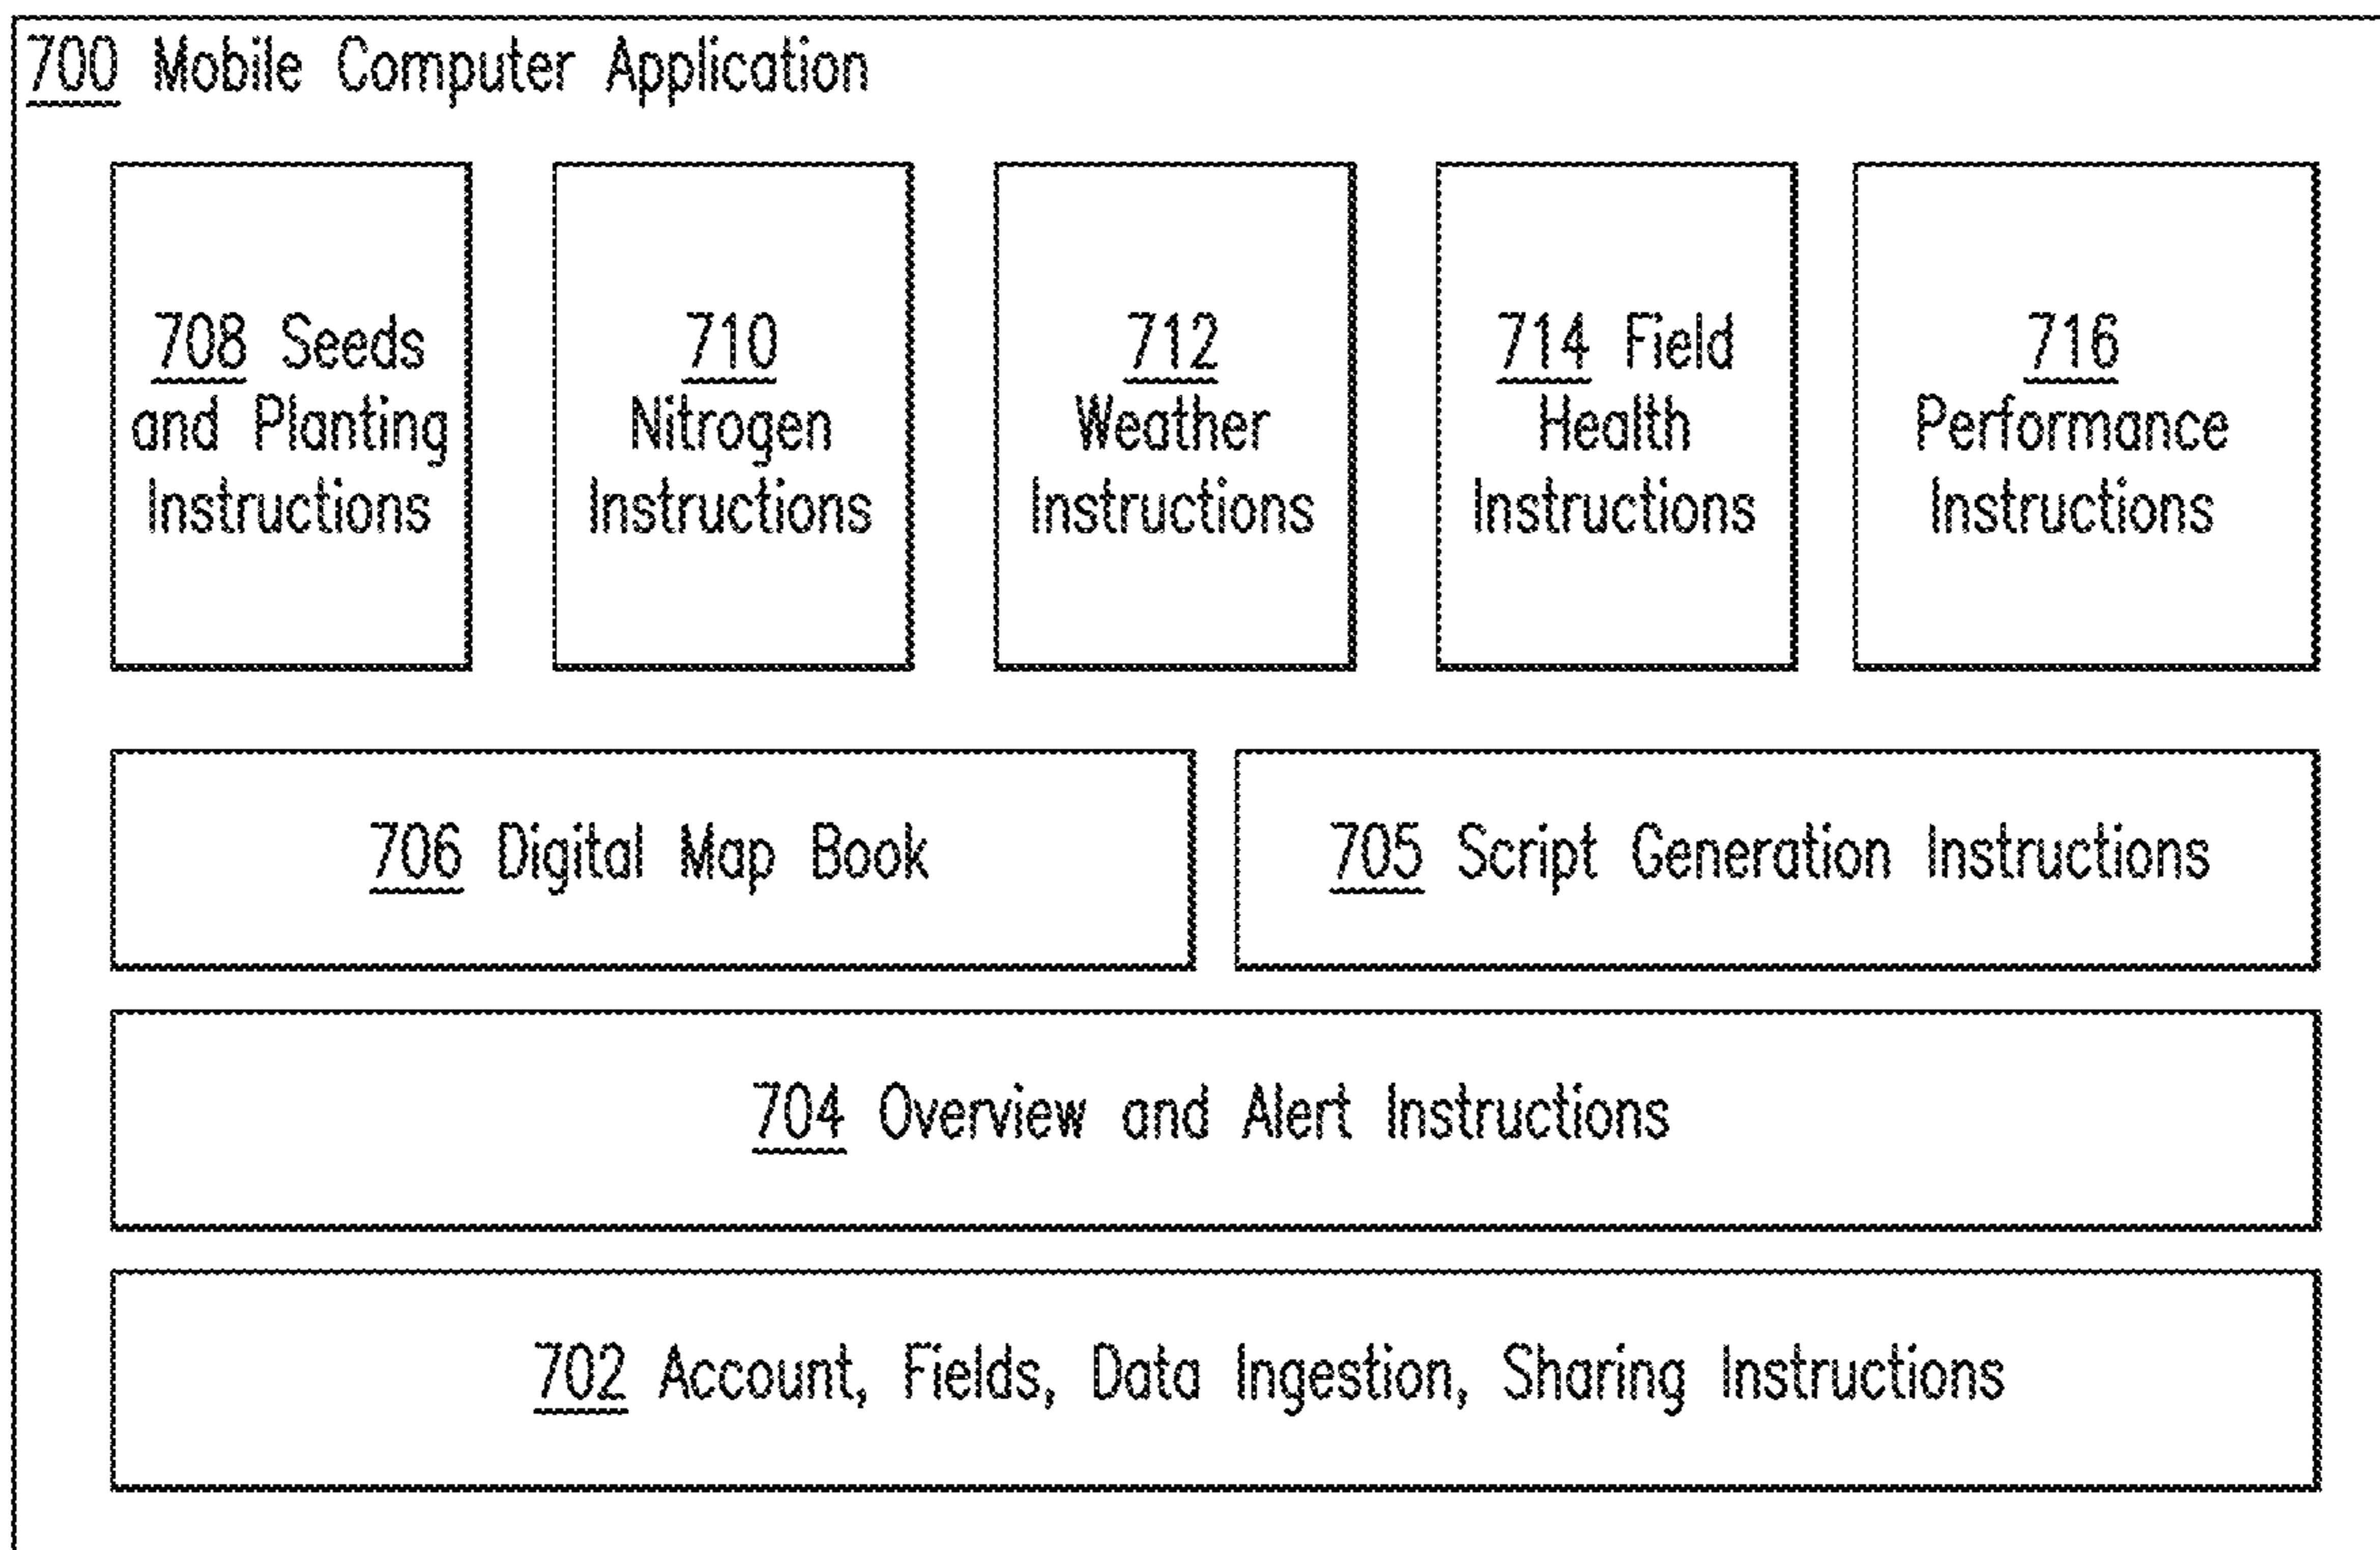 700 Mobile Computer Application
708 Seeds
and Planting
Instructions
710
Nitrogen
Instructions
712
Weather
Instructions
714 Field
Health
Instructions
716
Performance
Instructions
706 Digital Map Book
705 Script Generation Instructions
704 Overview and Alert Instructions
702 Account, Fields, Data Ingestion, Sharing Instructions